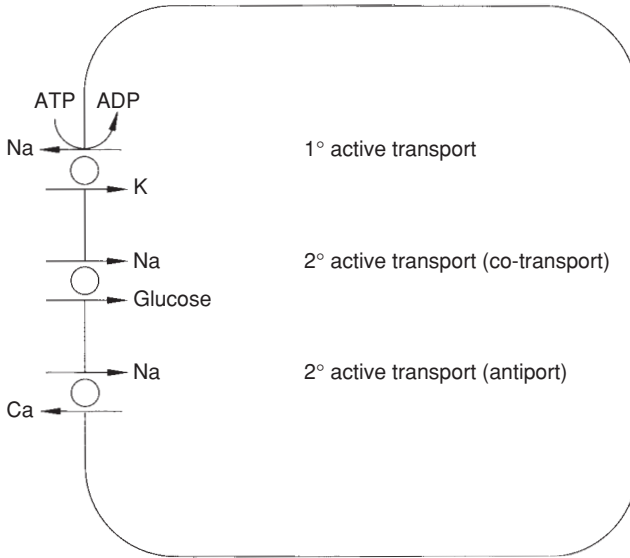 ATP ADP
Na
1° active transport
K
Na
2° active transport (co-transport)
Glucose
Na
2° active transport (antiport)
Ca